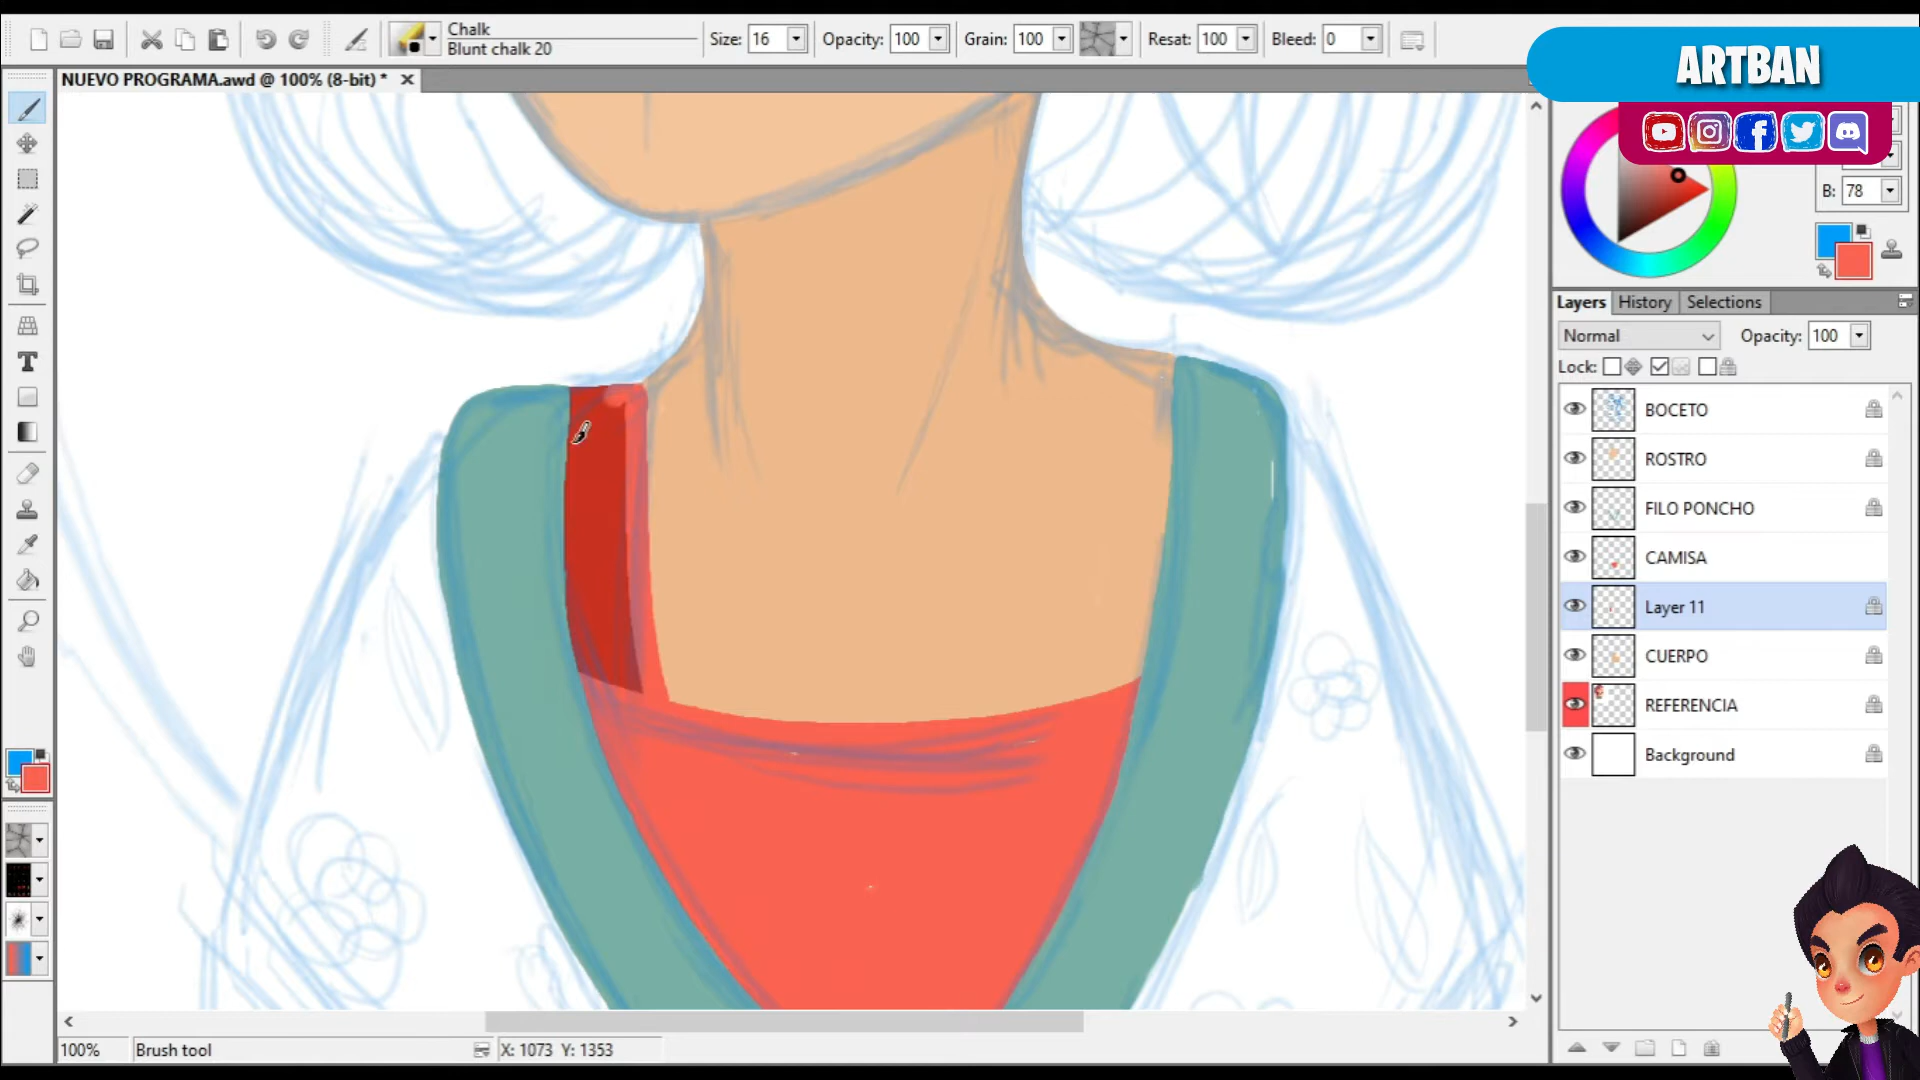 Chalk
Blunt chalk 20
Size: 16
Opacity: 100
Grain: 100
Resat: 100
Bleed: 0
ARTBAN
NUEVO PROGRAMA.awd @ 100% (8-bit) *
B: 78
Layers History Selections
Normal
Opacity: 100
Lock:
BOCETO
ROSTRO
FILO PONCHO
CAMISA
Layer 11
CUERPO
REFERENCIA
Background
100%
Brush tool
X: 1073 Y: 1353